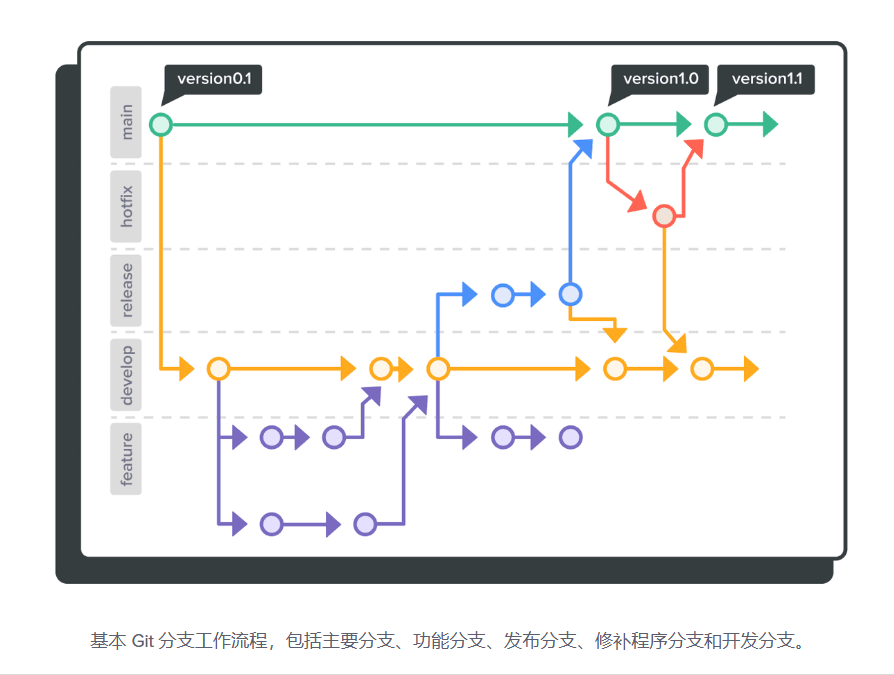 version0.1
version1.0
version1.1
main
hotfix
release
develop
feature
基本 Git 分支工作流程，包括主要分支、功能分支、发布分支、修补程序分支和开发分支。